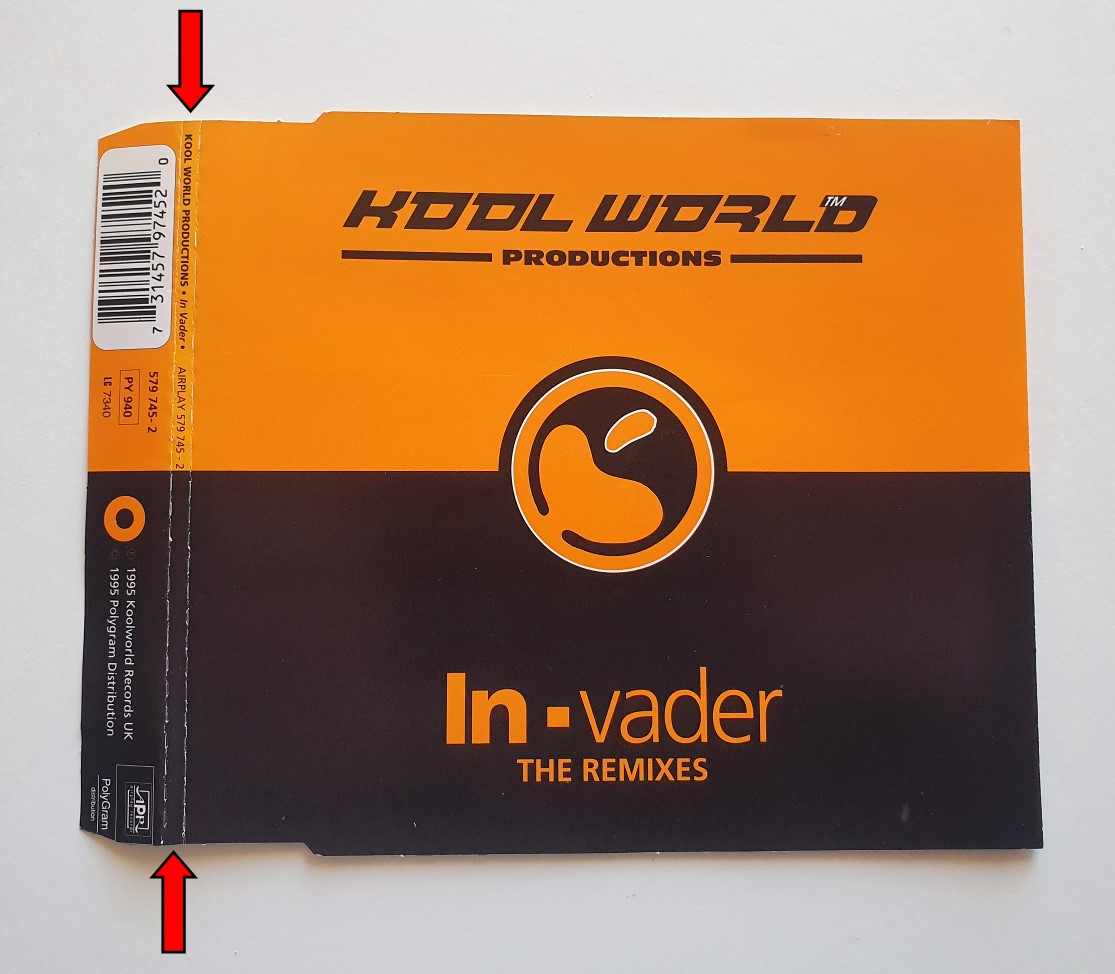 KOOL WORLD™
PRODUCTIONS
In ▪ vader
THE REMIXES
KOOL WORLD PRODUCTIONS • In Vader • AIRPLAY 579 745 - 2
7 31457 97452 0
579 745- 2
PY 940
LC 7340
℗ 1995 Koolworld Records UK
© 1995 Polygram Distribution
APR
PolyGram
distribution